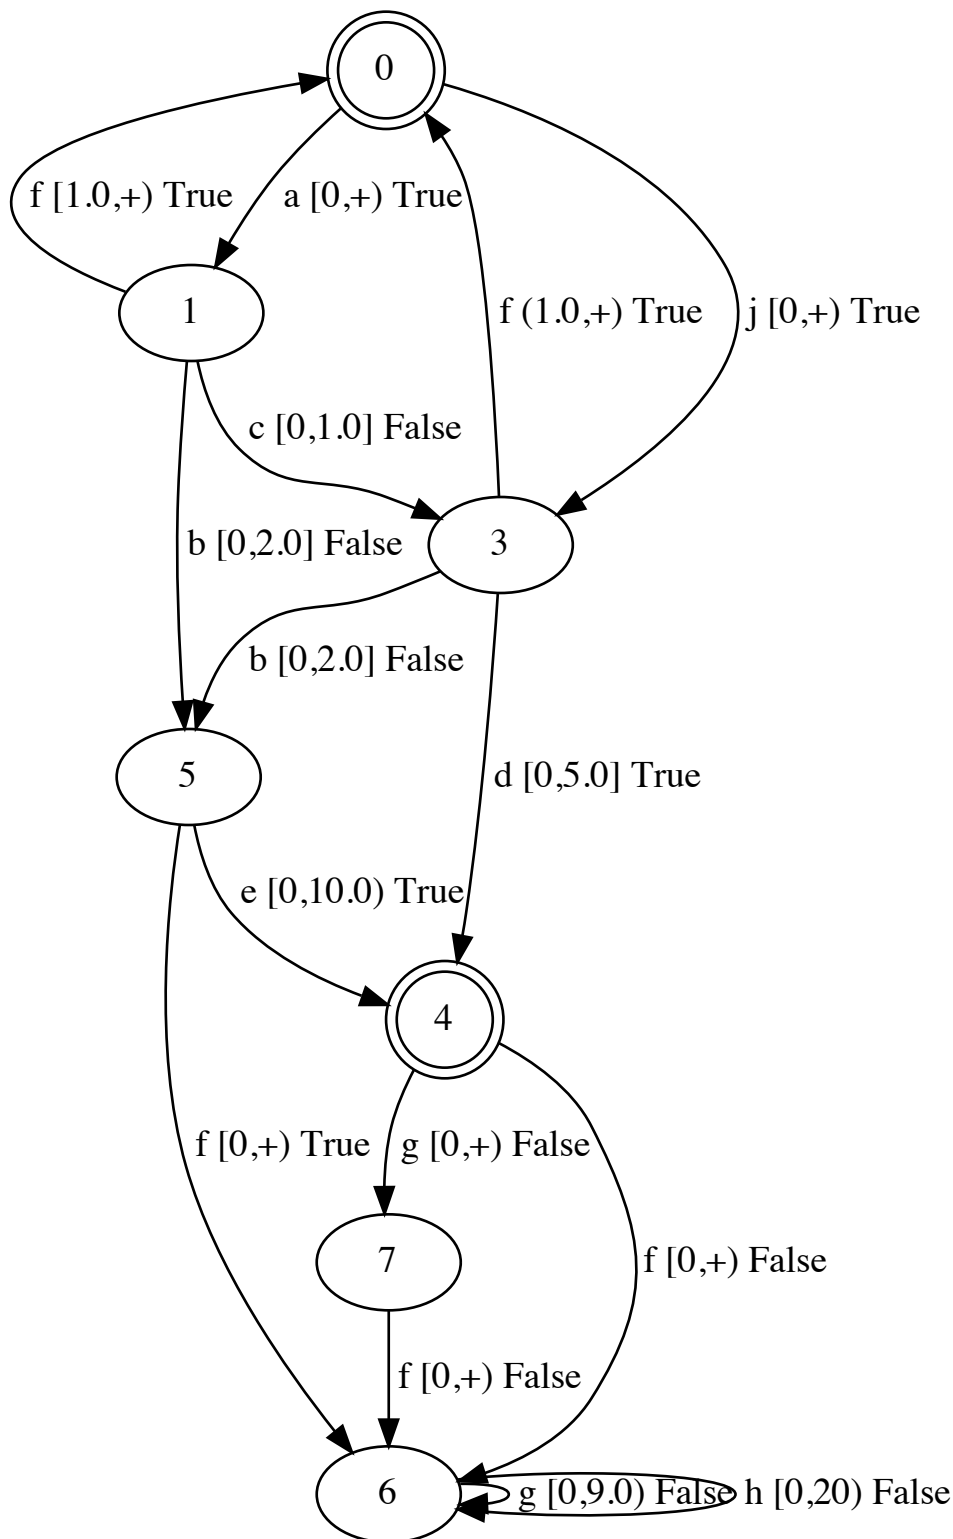 0
f [1.0,+) True
a [0,+) True
1
f (1.0,+) True
j [0,+) True
c [0,1.0] False
b [0,2.0] False
3
b [0,2.0] False
5
d [0,5.0] True
e [0,10.0) True
4
f [0,+) True
g [0,+) False
7
f [0,+) False
f [0,+) False
6
g [0,9.0) False
h [0,20) False